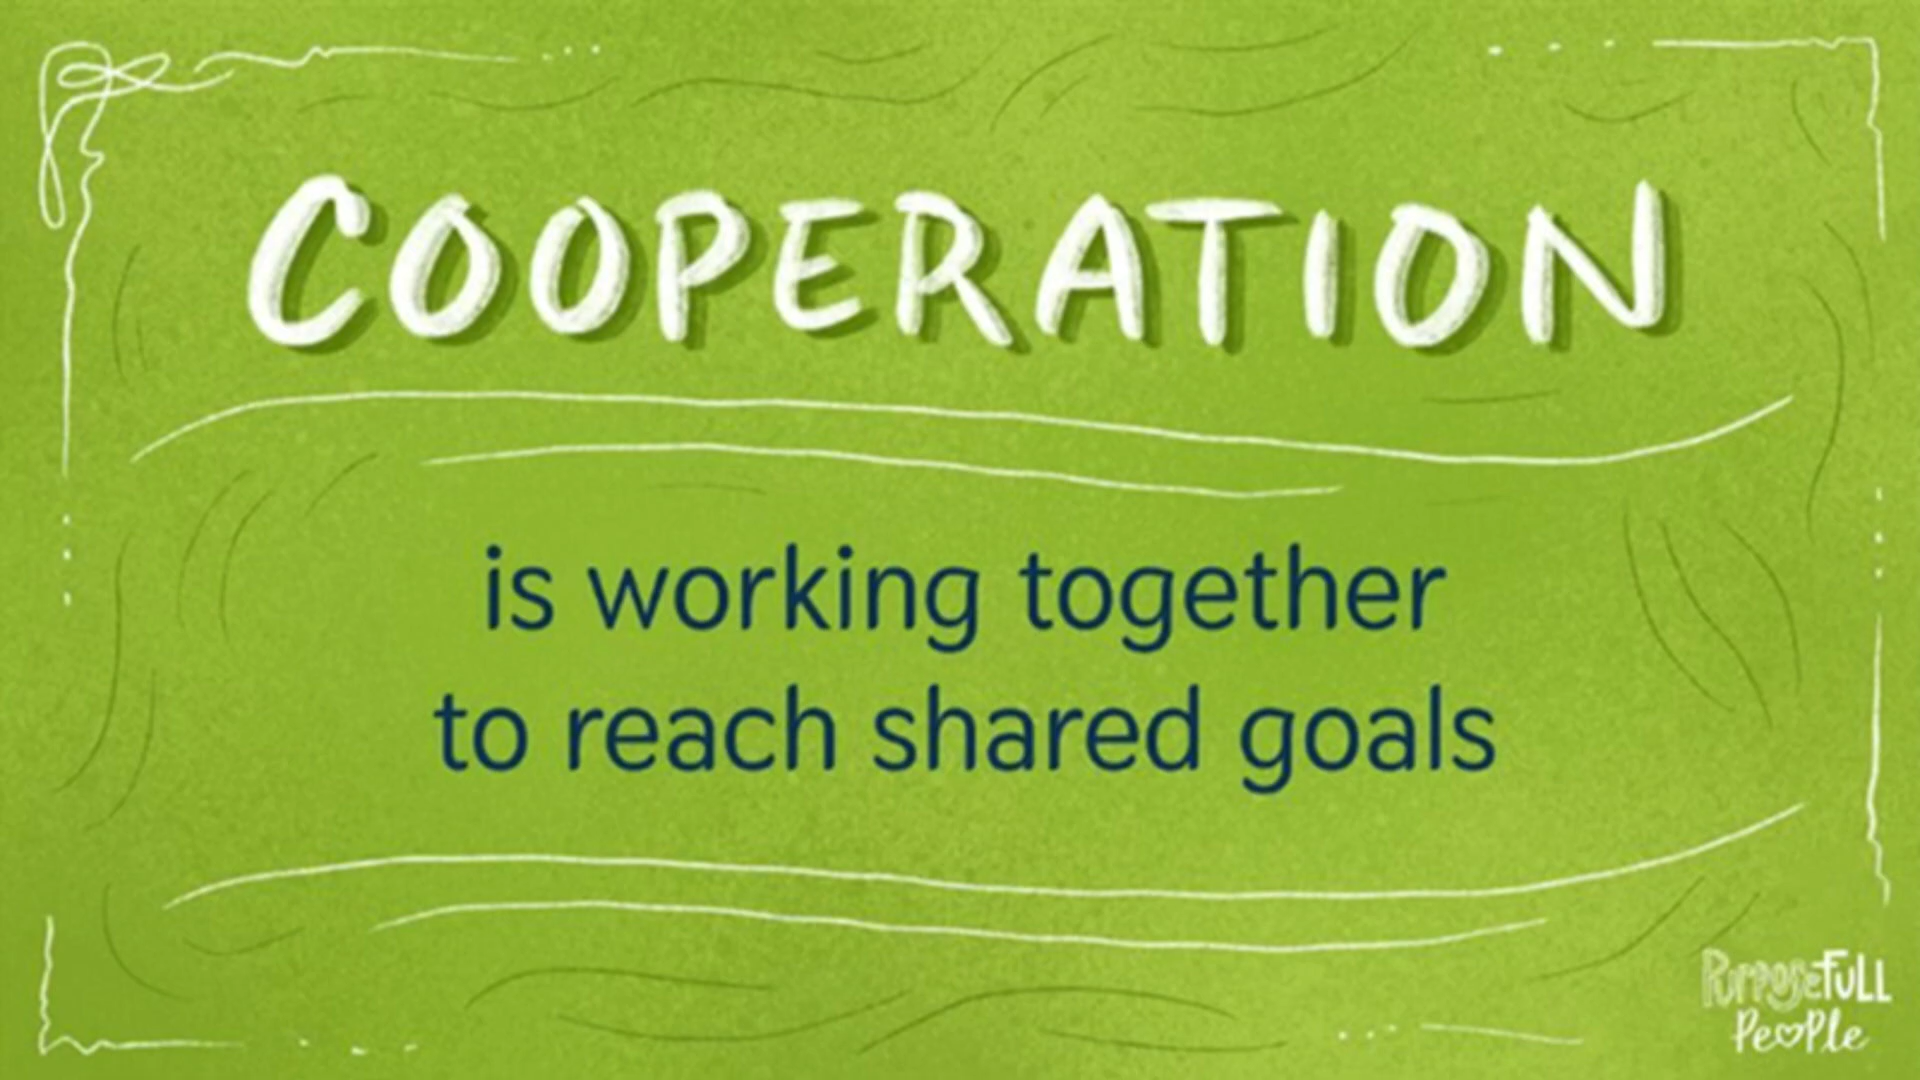 COOPERATION
is working together
to reach shared goals
PurposeFULL
PeoPle